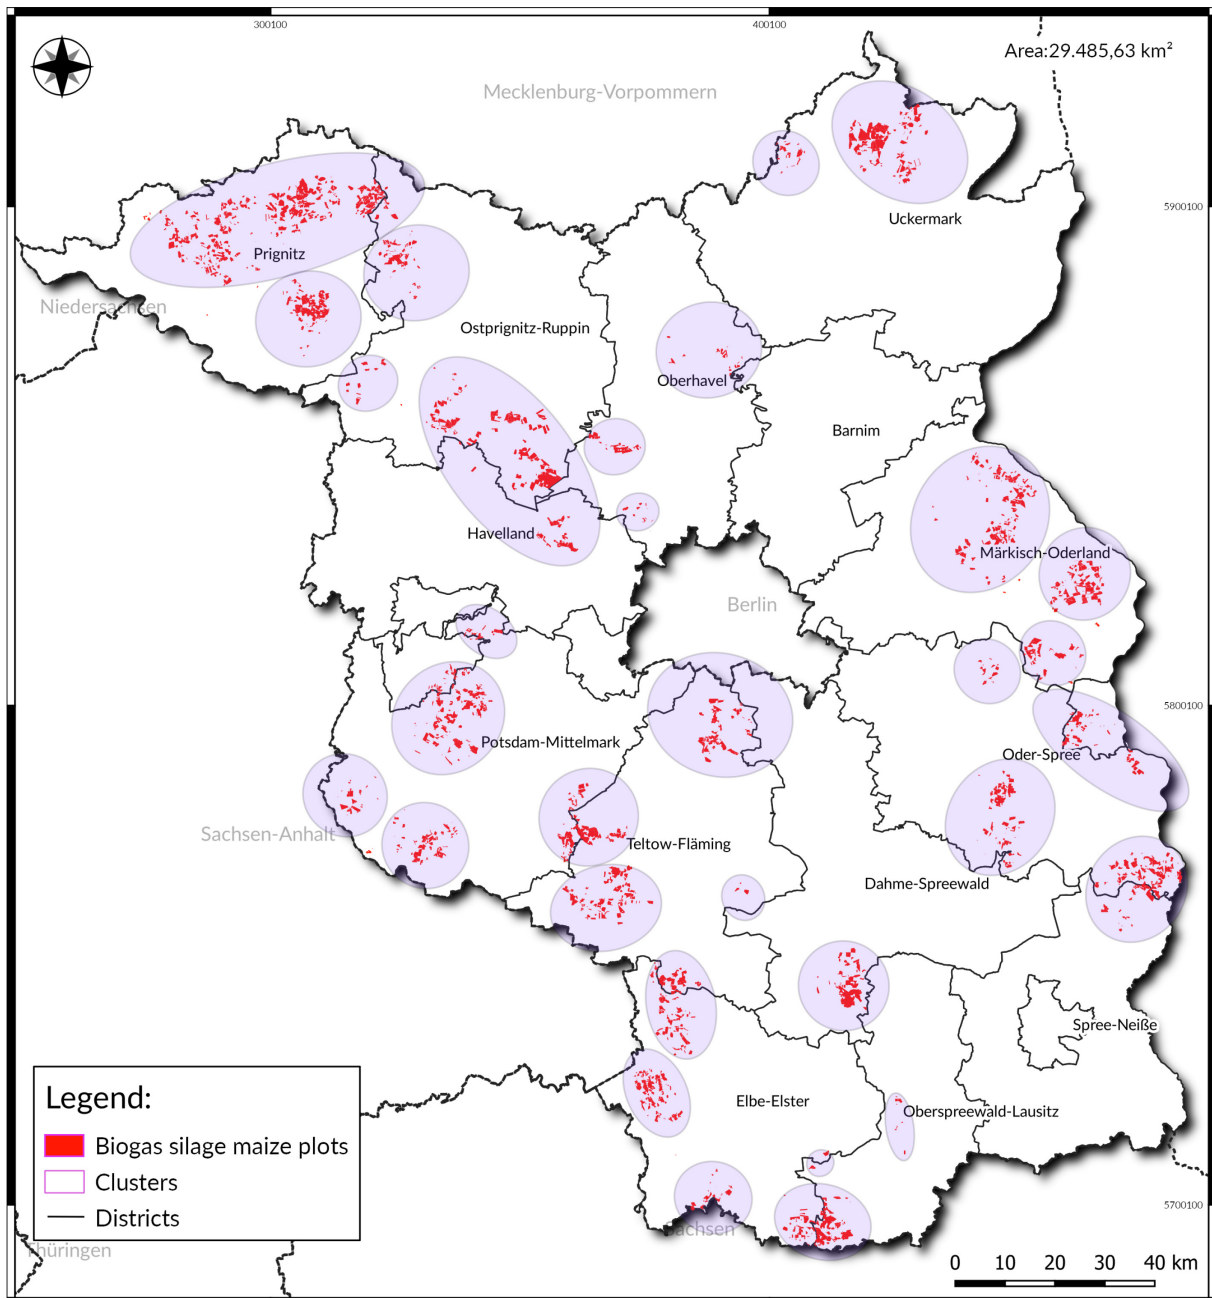 300100
400100
Area:29.485,63 km²
Mecklenburg-Vorpommern
5900100
Uckermark
Prignitz
Niedersachsen
Ostprignitz-Ruppin
Oberhavel
Barnim
Havelland
Märkisch-Oderland
Berlin
5800100
Potsdam-Mittelmark
Oder-Spree
Sachsen-Anhalt
Teltow-Fläming
Dahme-Spreewald
Spree-Neiße
Elbe-Elster
Oberspreewald-Lausitz
Legend:
Biogas silage maize plots
Clusters
Districts
5700100
Sachsen
Thüringen
0 10 20 30 40 km